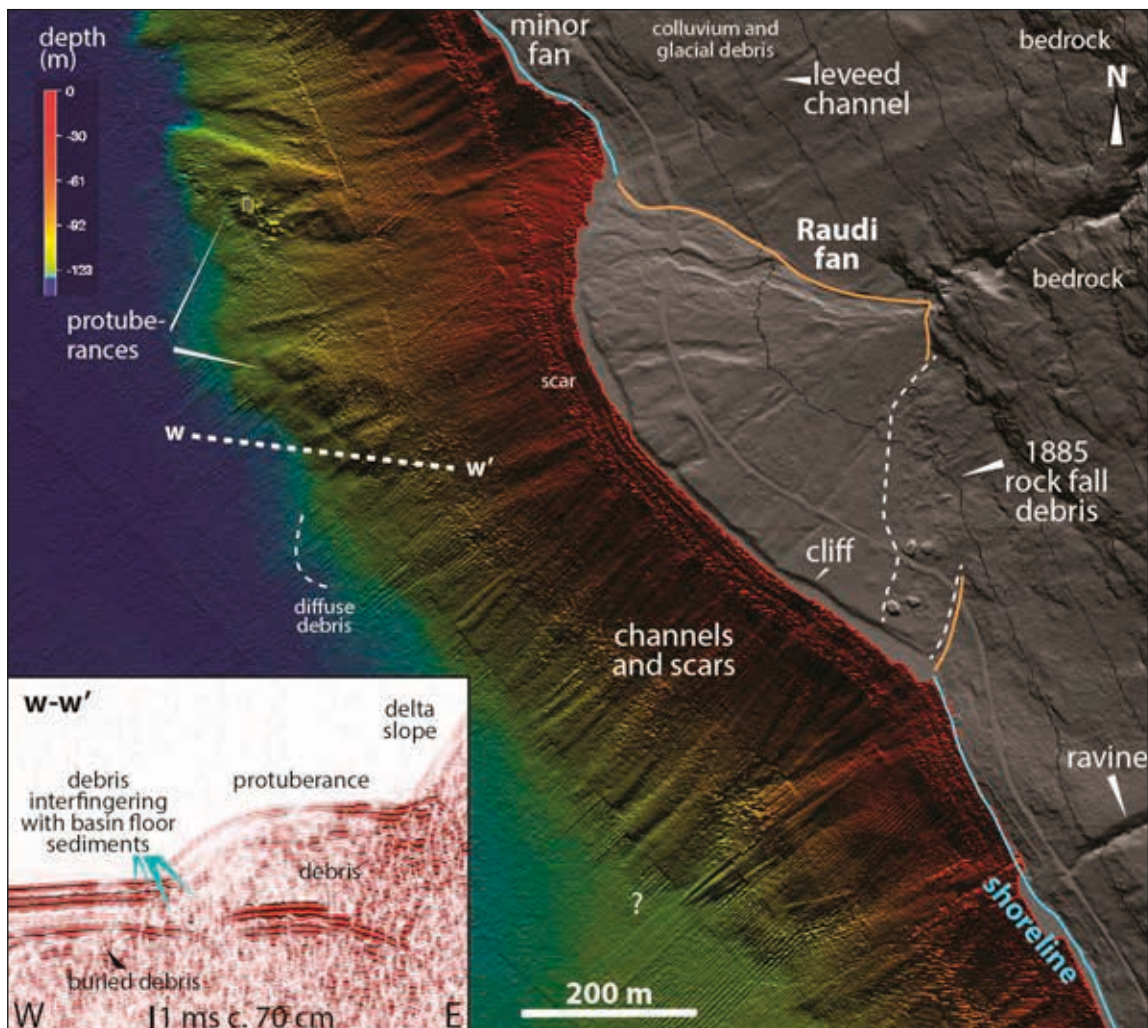 depth
(m)
0
-30
-61
-92
-123
minor
fan
colluvium and
glacial debris
leveed
channel
bedrock
N
Raudi
fan
bedrock
protube-
rances
scar
w
w'
1885
rock fall
debris
cliff
diffuse
debris
channels
and scars
ravine
?
shoreline
200 m
w-w'
delta
slope
debris
interfingering
with basin floor
sediments
protuberance
debris
buried debris
W
1 ms c. 70 cm
E